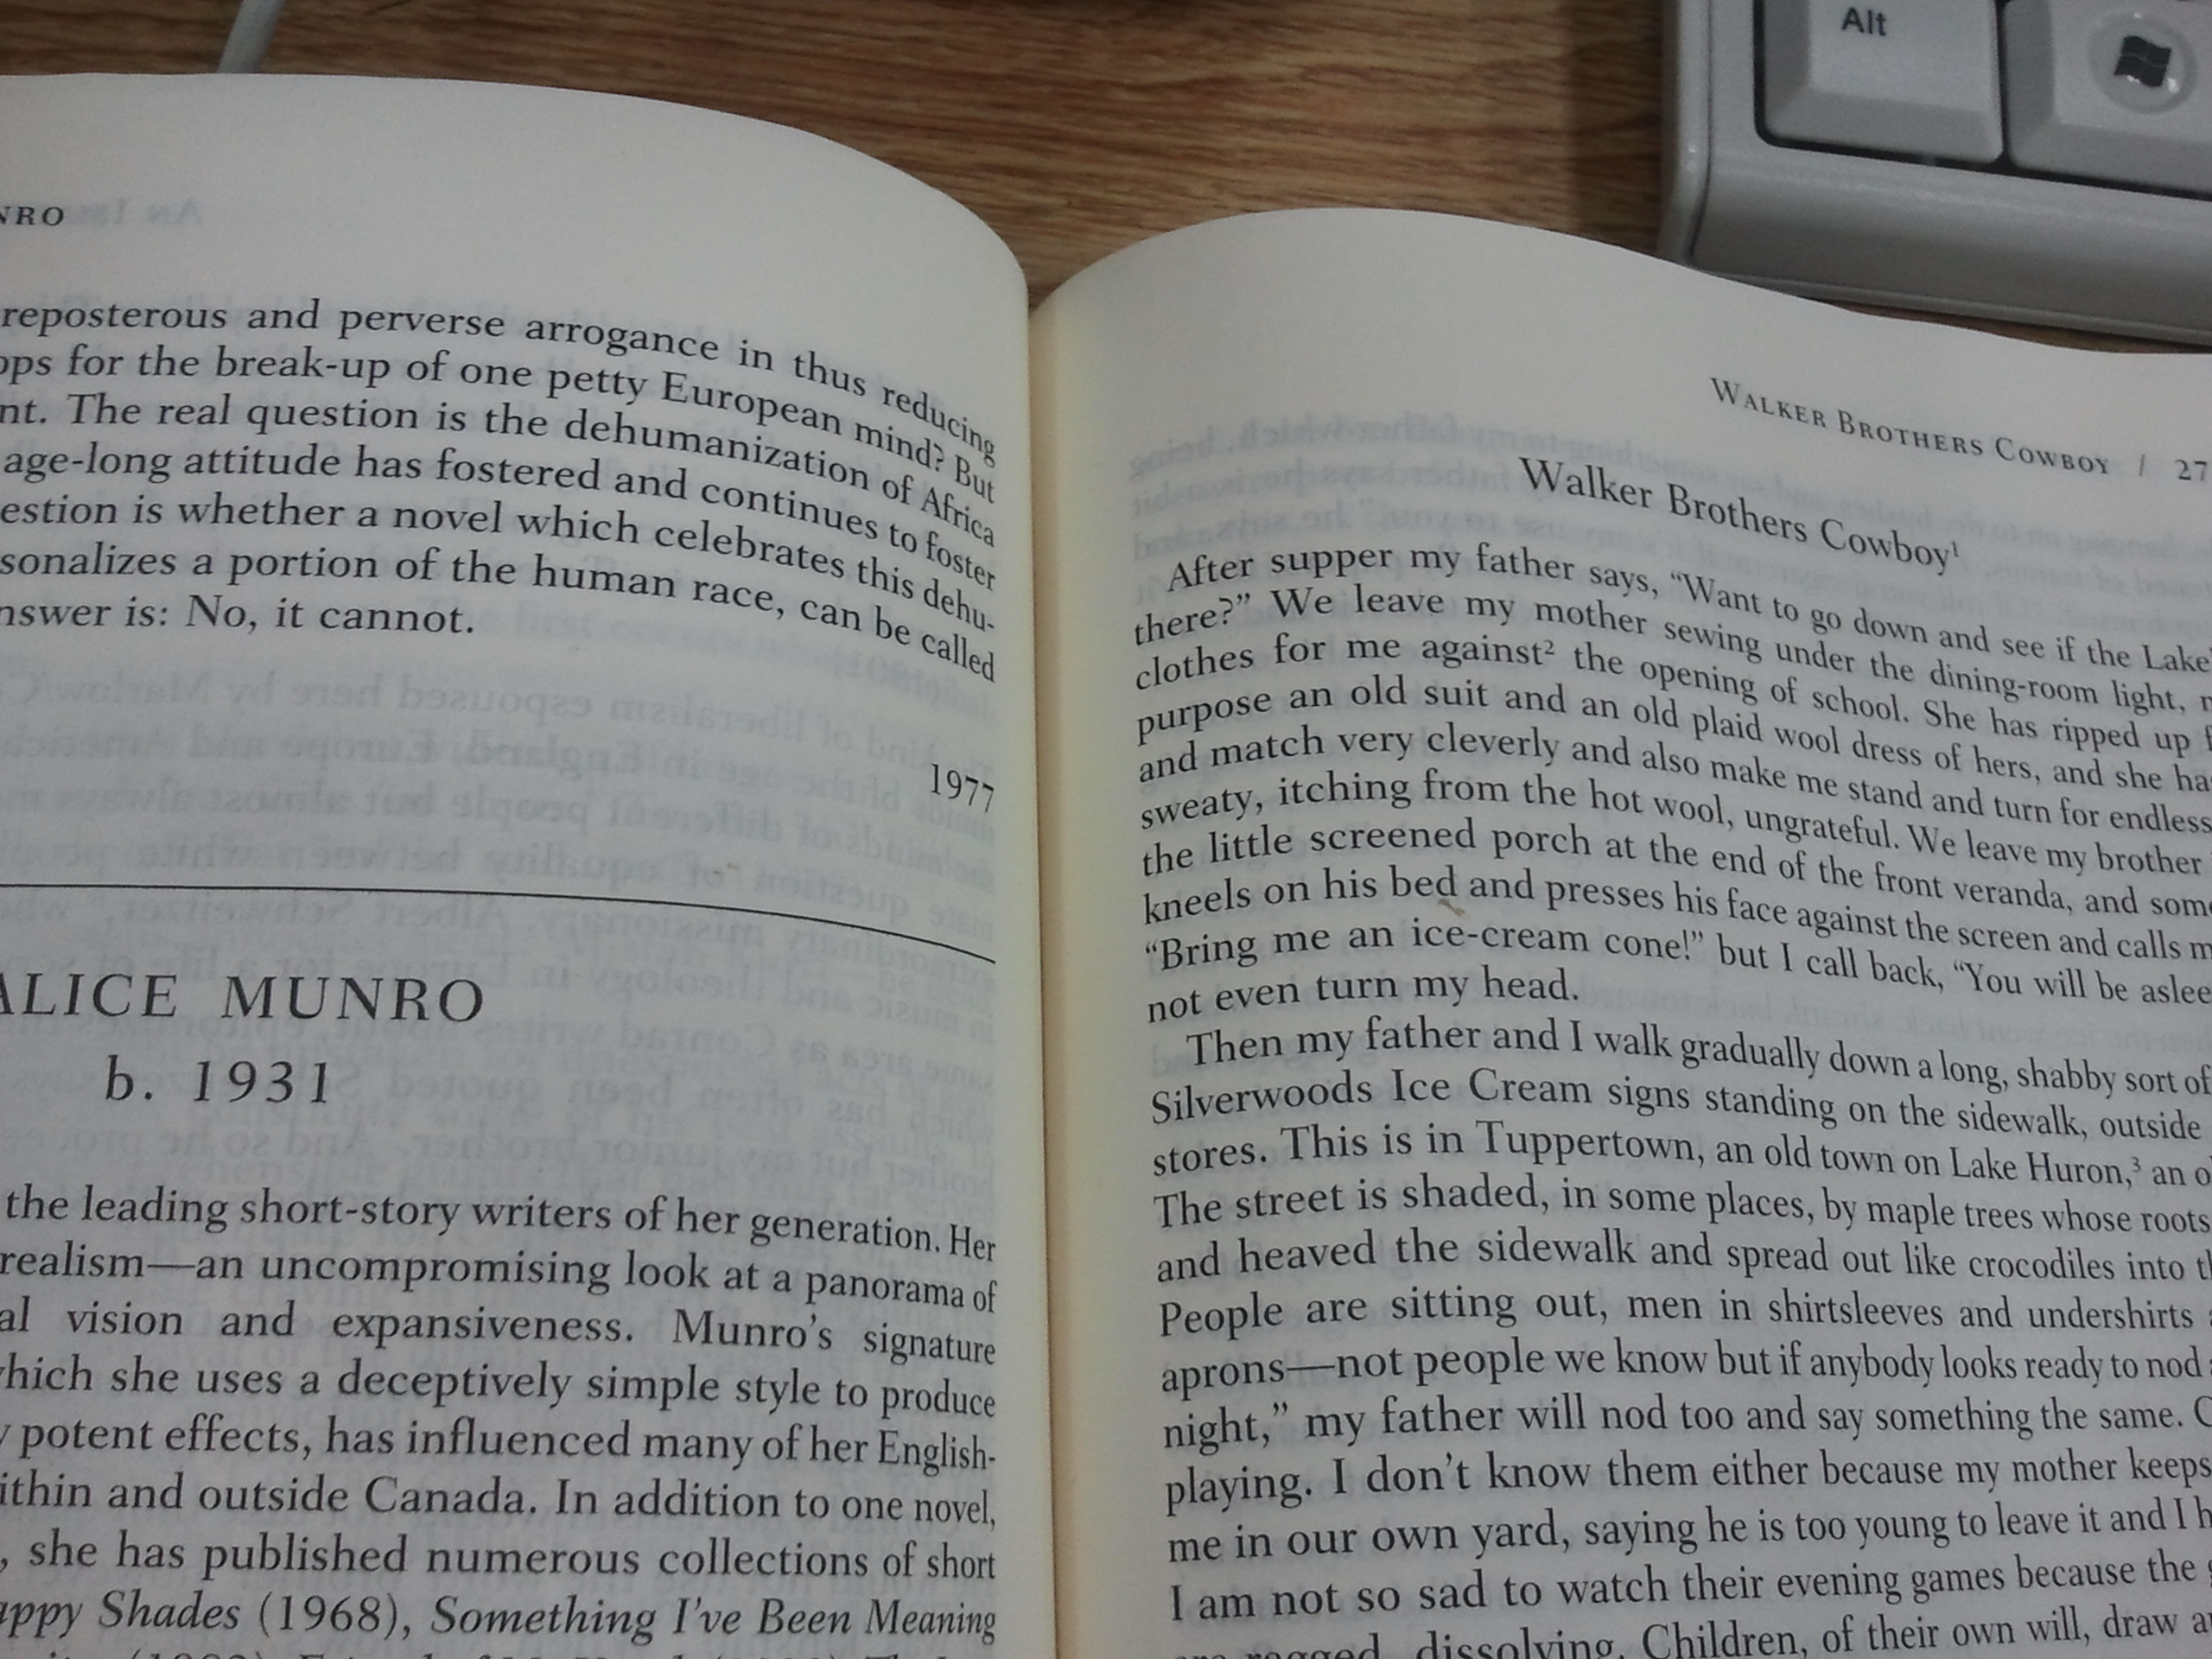 Alt
NRO
reposterous and perverse arrogance in thus reducing
ops for the break-up of one petty European mind? But
nt. The real question is the dehumanization of Africa
age-long attitude has fostered and continues to foster
estion is whether a novel which celebrates this dehu-
sonalizes a portion of the human race, can be called
nswer is: No, it cannot.
1977
ALICE MUNRO
b. 1931
the leading short-story writers of her generation. Her
realism—an uncompromising look at a panorama of
al vision and expansiveness. Munro's signature
which she uses a deceptively simple style to produce
y potent effects, has influenced many of her English-
ithin and outside Canada. In addition to one novel,
, she has published numerous collections of short
appy Shades (1968), Something I've Been Meaning
WALKER BROTHERS COWBOY / 27
Walker Brothers Cowboy¹
After supper my father says, “Want to go down and see if the Lake
there?” We leave my mother sewing under the dining-room light,
clothes for me against² the opening of school. She has ripped up
purpose an old suit and an old plaid wool dress of hers, and she ha
and match very cleverly and also make me stand and turn for endless
sweaty, itching from the hot wool, ungrateful. We leave my brother
the little screened porch at the end of the front veranda, and som
kneels on his bed and presses his face against the screen and calls m
“Bring me an ice-cream cone!” but I call back, “You will be aslee
not even turn my head.
Then my father and I walk gradually down a long, shabby sort of
Silverwoods Ice Cream signs standing on the sidewalk, outside
stores. This is in Tuppertown, an old town on Lake Huron,³ an o
The street is shaded, in some places, by maple trees whose roots
and heaved the sidewalk and spread out like crocodiles into t
People are sitting out, men in shirtsleeves and undershirts
aprons—not people we know but if anybody looks ready to nod
night,” my father will nod too and say something the same. C
playing. I don't know them either because my mother keeps
me in our own yard, saying he is too young to leave it and I h
I am not so sad to watch their evening games because the
are ragged, dissolving. Children, of their own will, draw a